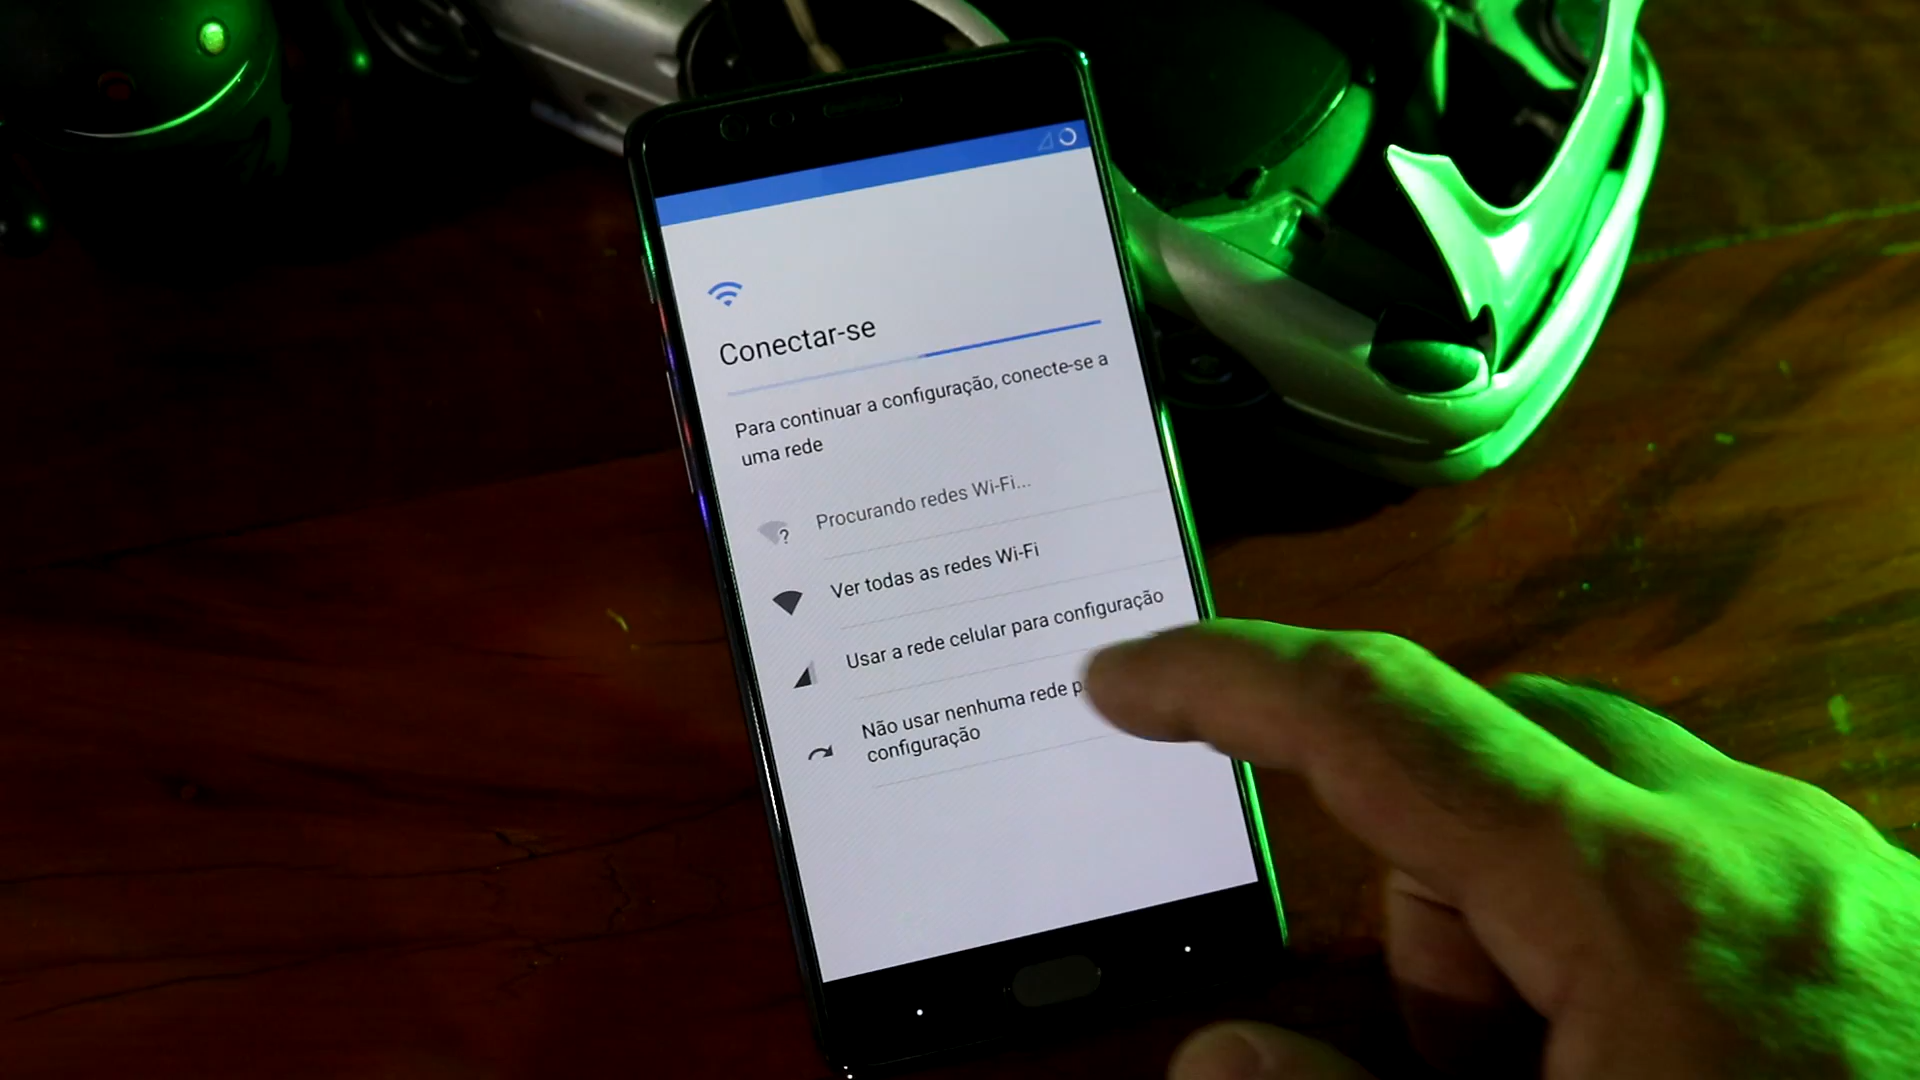 Conectar-se
Para continuar a configuração, conecte-se a
uma rede
Procurando redes Wi-Fi...
Ver todas as redes Wi-Fi
Usar a rede celular para configuração
Não usar nenhuma rede
configuração